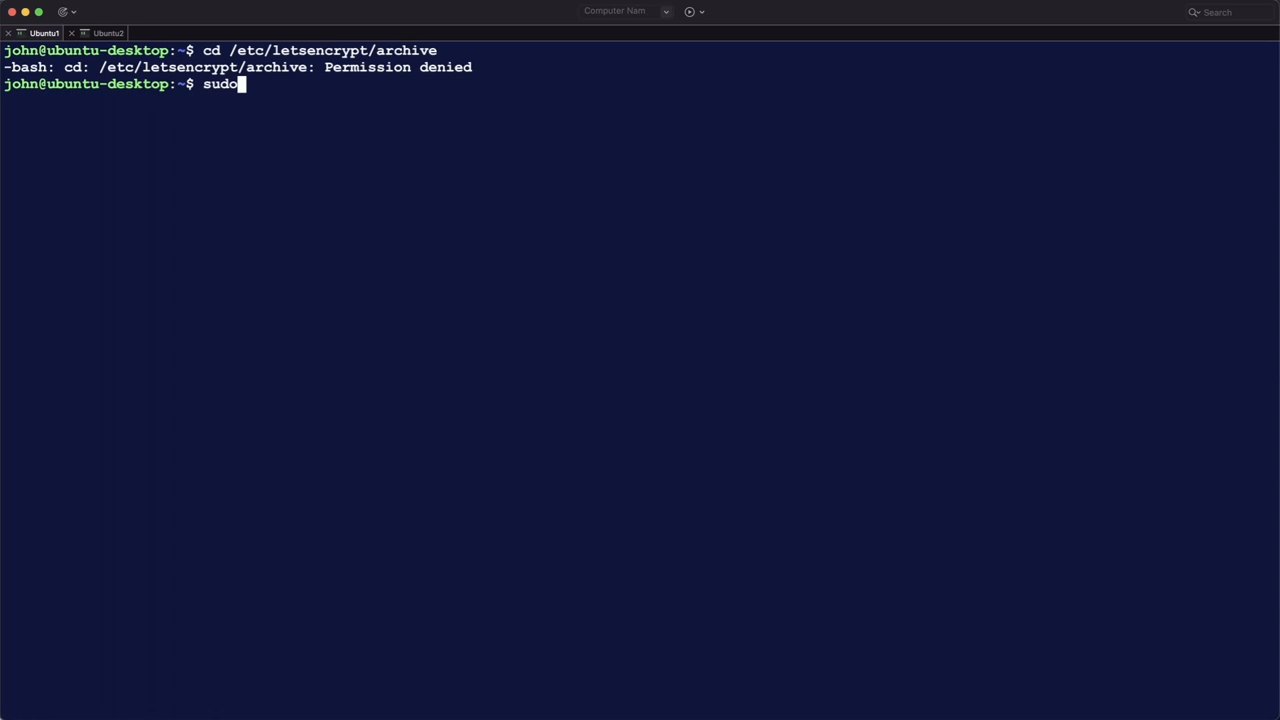 Computer Nam
Search
Ubuntu1
Ubuntu2
john@ubuntu-desktop:~$ cd /etc/letsencrypt/archive
-bash: cd: /etc/letsencrypt/archive: Permission denied
john@ubuntu-desktop:~$ sudo